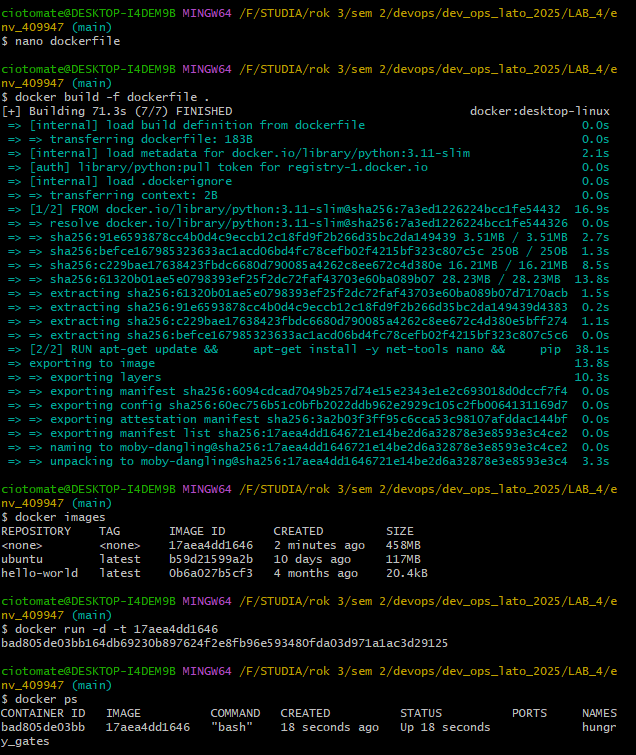 ciotomate@DESKTOP-I4DEM9B MINGW64 /F/STUDIA/rok 3/sem 2/devops/dev_ops_lato_2025/LAB_4/e
nv_409947 (main)
$ nano dockerfile

ciotomate@DESKTOP-I4DEM9B MINGW64 /F/STUDIA/rok 3/sem 2/devops/dev_ops_lato_2025/LAB_4/e
nv_409947 (main)
$ docker build -f dockerfile .
[+] Building 71.3s (7/7) FINISHED docker:desktop-linux
=> [internal] load build definition from dockerfile 0.0s
=> => transferring dockerfile: 183B 0.0s
=> [internal] load metadata for docker.io/library/python:3.11-slim 2.1s
=> [auth] library/python:pull token for registry-1.docker.io 0.0s
=> [internal] load .dockerignore 0.0s
=> => transferring context: 2B 0.0s
=> [1/2] FROM docker.io/library/python:3.11-slim@sha256:7a3ed1226224bcc1fe54432 16.9s
=> => resolve docker.io/library/python:3.11-slim@sha256:7a3ed1226224bcc1fe544326 0.0s
=> => sha256:91e6593878cc4b0d4c9eccb12c18fd9f2b266d35bc2da149439 3.51MB / 3.51MB 2.7s
=> => sha256:befce167985323633ac1acd06bd4fc78cefb02f4215bf323c807c5c 250B / 250B 1.3s
=> => sha256:c229bae17638423fbdc6680d790085a4262c8ee672c4d380e 16.21MB / 16.21MB 8.5s
=> => sha256:61320b01ae5e0798393ef25f2dc72faf43703e60ba089b07 28.23MB / 28.23MB 13.8s
=> => extracting sha256:61320b01ae5e0798393ef25f2dc72faf43703e60ba089b07d7170acb 1.5s
=> => extracting sha256:91e6593878cc4b0d4c9eccb12c18fd9f2b266d35bc2da149439d4383 0.2s
=> => extracting sha256:c229bae17638423fbdc6680d790085a4262c8ee672c4d380e5bff274 1.1s
=> => extracting sha256:befce167985323633ac1acd06bd4fc78cefb02f4215bf323c807c5c6 0.0s
=> [2/2] RUN apt-get update && apt-get install -y net-tools nano && pip 38.1s
=> exporting to image 13.8s
=> => exporting layers 10.3s
=> => exporting manifest sha256:6094cdcad7049b257d74e15e2343e1e2c693018d0dccf7f4 0.0s
=> => exporting config sha256:60ec756b51c0bfb2022ddb962e2929c105c2fb0064131169d7 0.0s
=> => exporting attestation manifest sha256:3a2b03f3ff95c6cca53c98107afddac144bf 0.0s
=> => exporting manifest list sha256:17aea4dd1646721e14be2d6a32878e3e8593e3c4ce2 0.0s
=> => naming to moby-dangling@sha256:17aea4dd1646721e14be2d6a32878e3e8593e3c4ce2 0.0s
=> => unpacking to moby-dangling@sha256:17aea4dd1646721e14be2d6a32878e3e8593e3c4 3.3s

ciotomate@DESKTOP-I4DEM9B MINGW64 /F/STUDIA/rok 3/sem 2/devops/dev_ops_lato_2025/LAB_4/e
nv_409947 (main)
$ docker images
REPOSITORY TAG IMAGE ID CREATED SIZE
<none> <none> 17aea4dd1646 2 minutes ago 458MB
ubuntu latest b59d21599a2b 10 days ago 117MB
hello-world latest 0b6a027b5cf3 4 months ago 20.4kB

ciotomate@DESKTOP-I4DEM9B MINGW64 /F/STUDIA/rok 3/sem 2/devops/dev_ops_lato_2025/LAB_4/e
nv_409947 (main)
$ docker run -d -t 17aea4dd1646
bad805de03bb164db69230b897624f2e8fb96e593480fda03d971a1ac3d29125

ciotomate@DESKTOP-I4DEM9B MINGW64 /F/STUDIA/rok 3/sem 2/devops/dev_ops_lato_2025/LAB_4/e
nv_409947 (main)
$ docker ps
CONTAINER ID IMAGE COMMAND CREATED STATUS PORTS NAMES
bad805de03bb 17aea4dd1646 "bash" 18 seconds ago Up 18 seconds hungr
y_gates